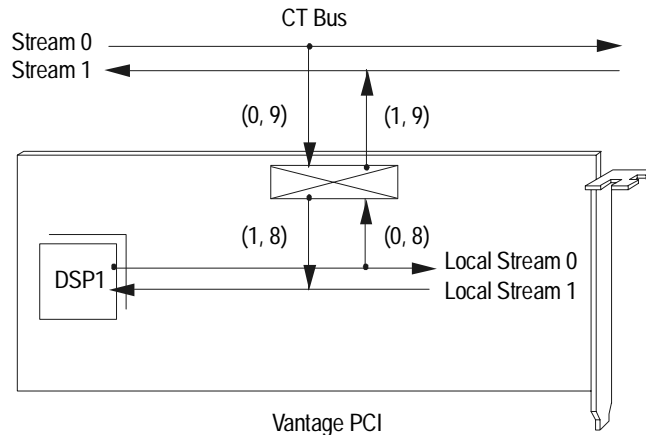 CT Bus
Stream 0
Stream 1
(0, 9)
(1, 9)
(1, 8)
(0, 8)
DSP1
Local Stream 0
Local Stream 1
Vantage PCI